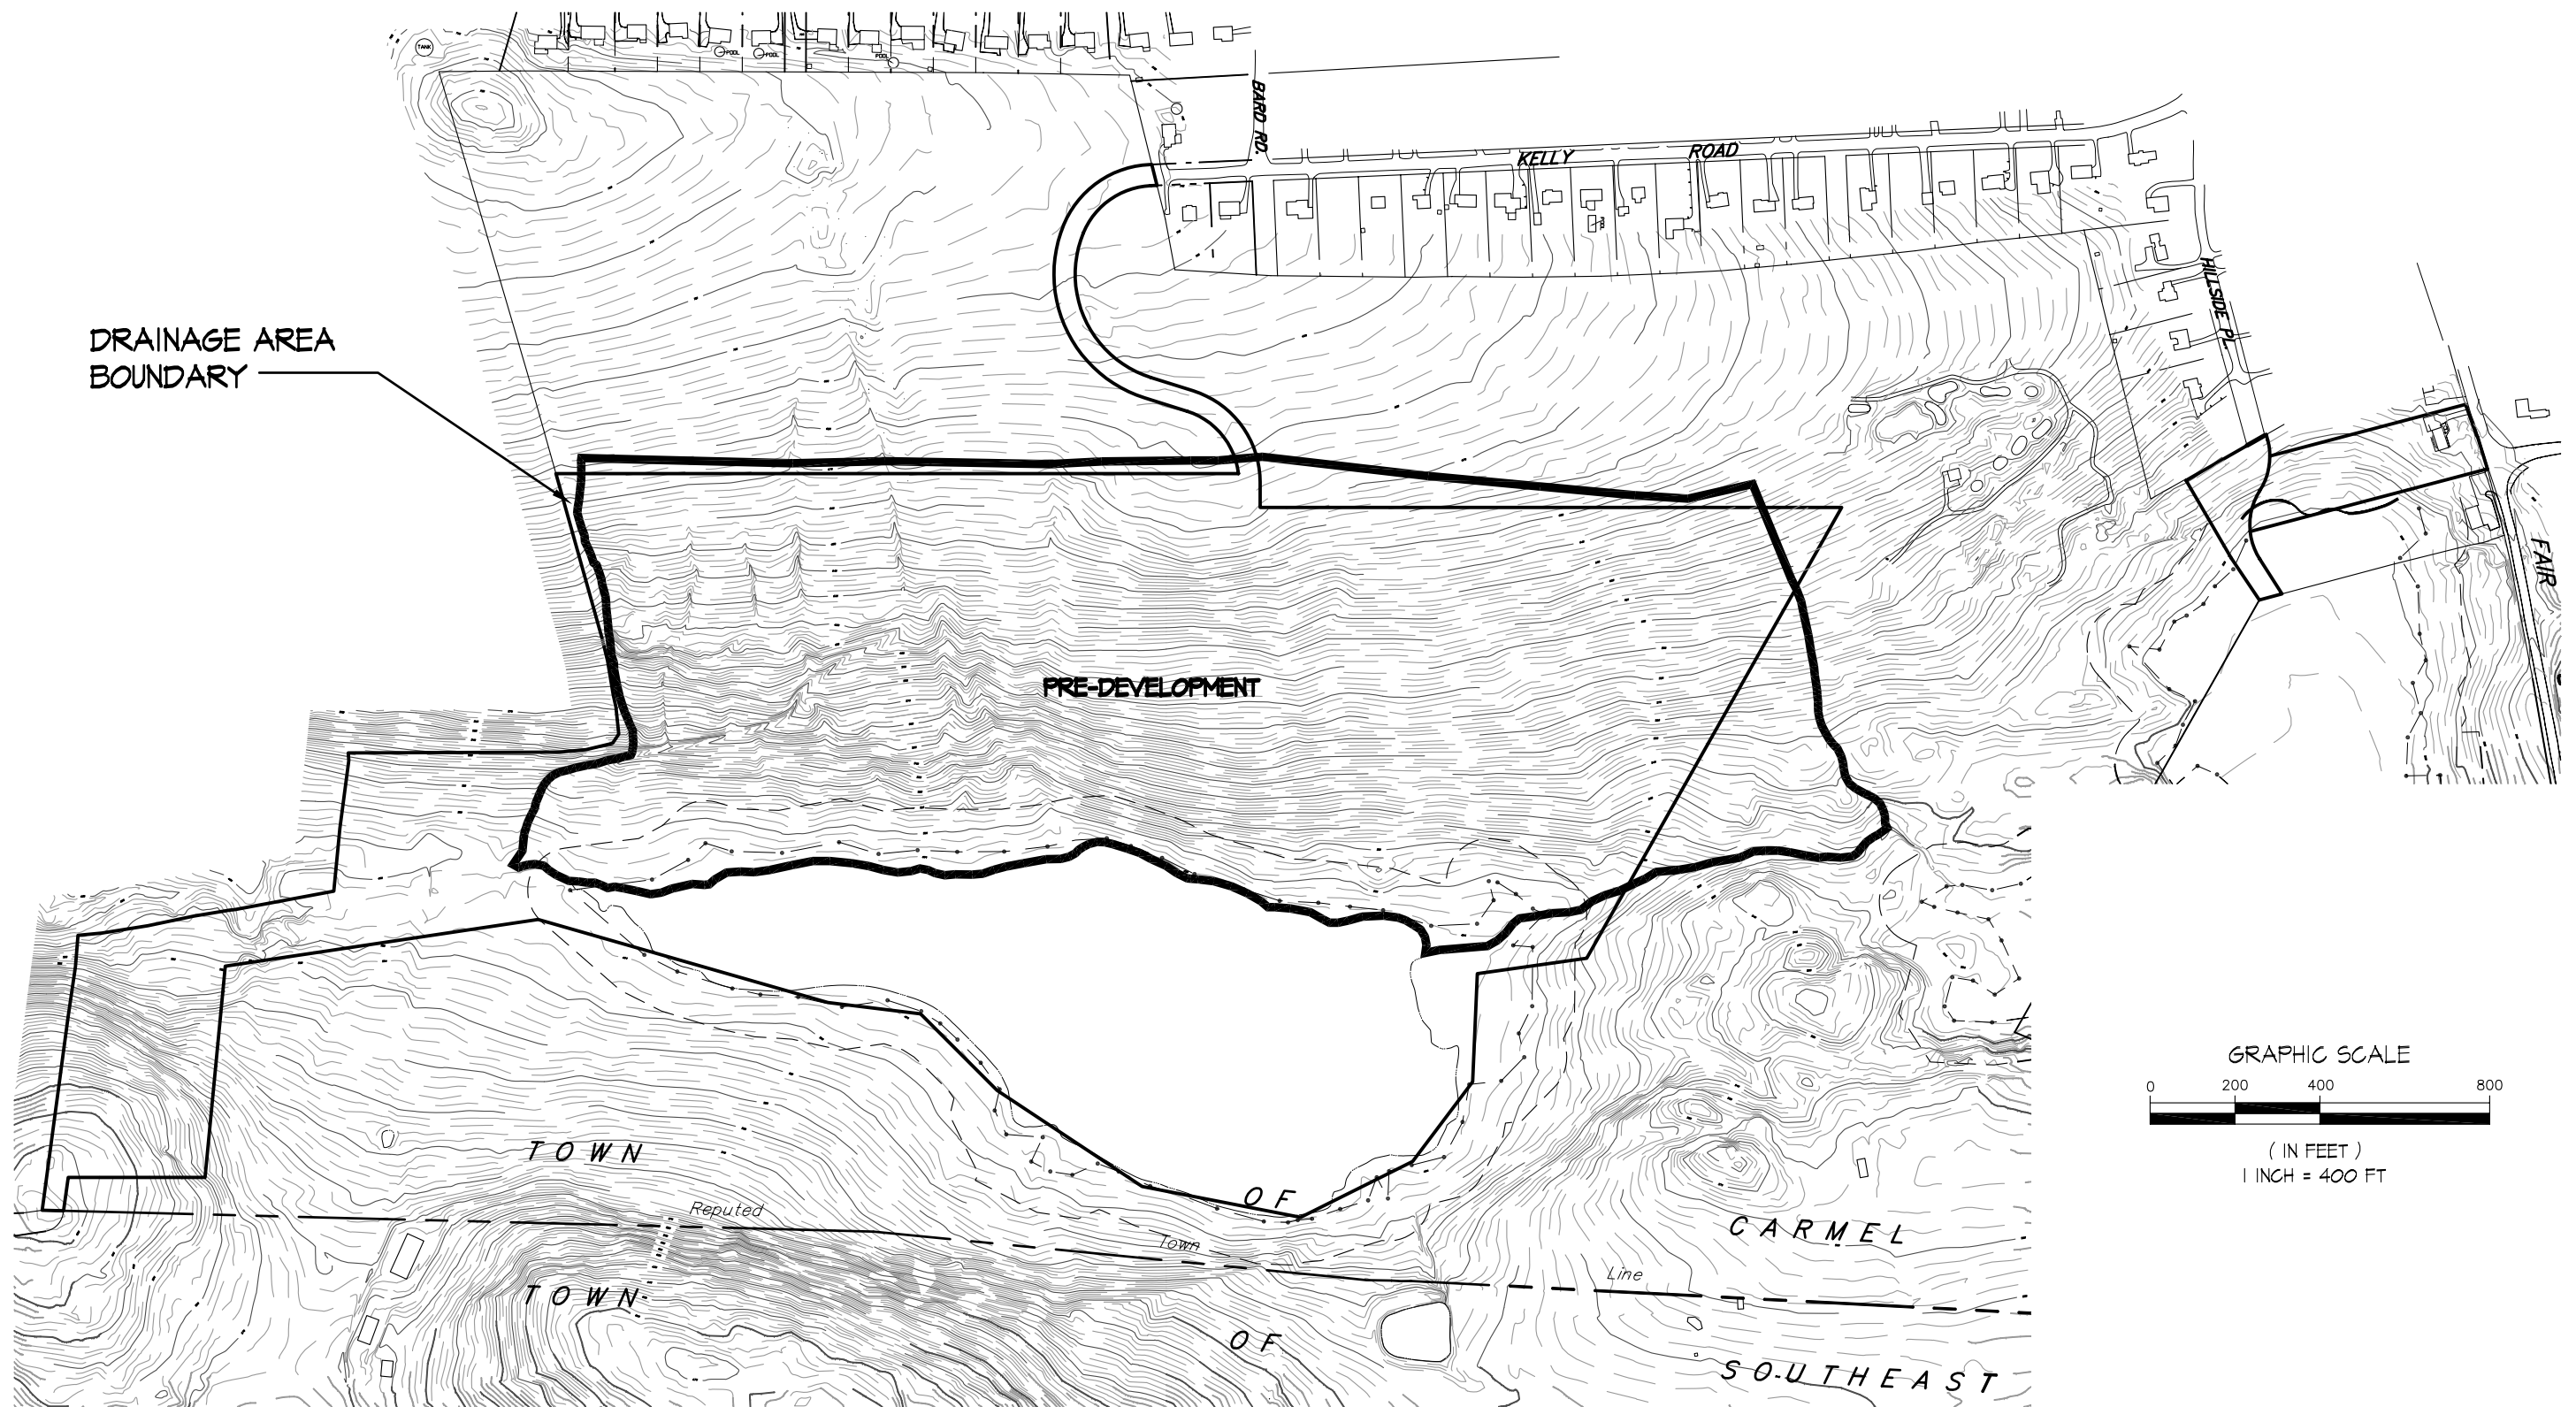 TANK
POOL
POOL
POOL
BARD RD.
KELLY ROAD
HILLSIDE PL.
DRAINAGE AREA
BOUNDARY
FAIR
PRE-DEVELOPMENT
GRAPHIC SCALE
0 200 400 800
( IN FEET )
1 INCH = 400 FT
TOWN OF CARMEL
Reputed Town Line
TOWN OF SOUTHEAST